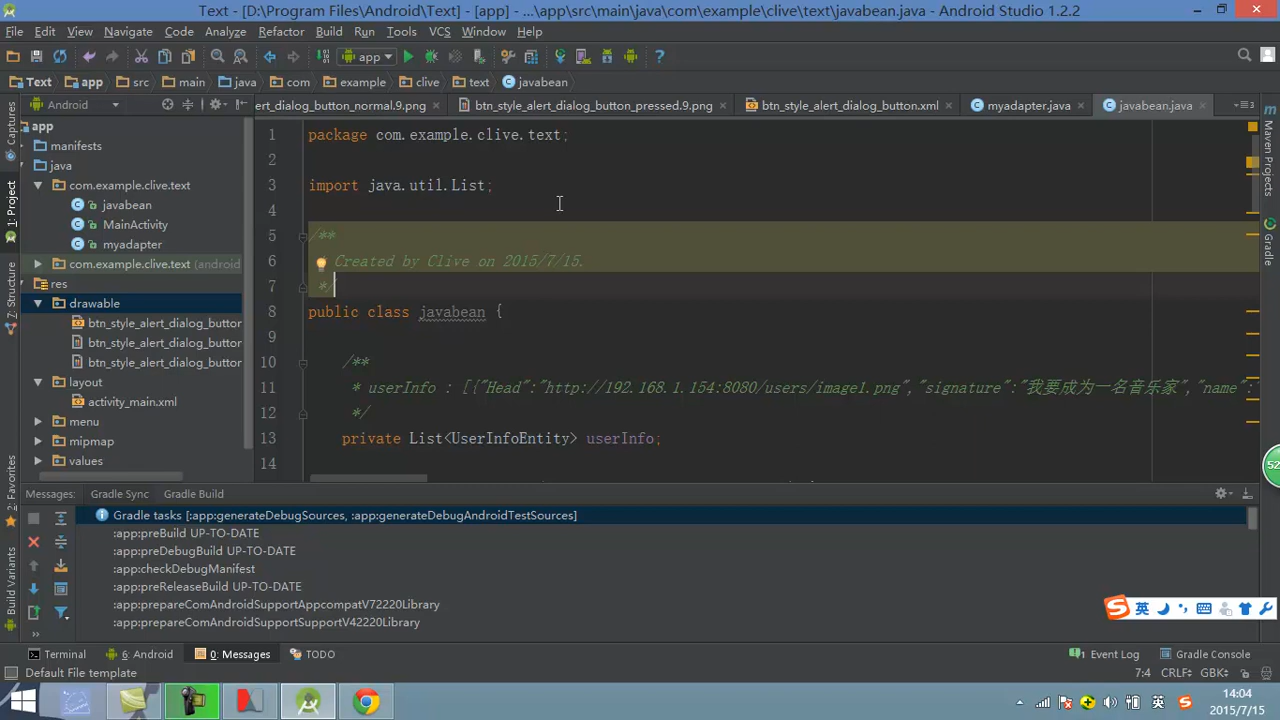 Text - [D:\Program Files\Android\Text] - [app] - ...\app\src\main\java\com\example\clive\text\javabean.java - Android Studio 1.2.2
File Edit View Navigate Code Analyze Refactor Build Run Tools VCS Window Help
app
Text app src main java com example clive text javabean
Android
ert_dialog_button_normal.9.png btn_style_alert_dialog_button_pressed.9.png btn_style_alert_dialog_button.xml myadapter.java javabean.java
Captures
1: Project
7: Structure
2: Favorites
Build Variants
app
manifests
java
com.example.clive.text
javabean
MainActivity
myadapter
com.example.clive.text (android
res
drawable
btn_style_alert_dialog_button
btn_style_alert_dialog_button
btn_style_alert_dialog_button
layout
activity_main.xml
menu
mipmap
values
1 package com.example.clive.text;
2
3 import java.util.List;
4
5 /**
6 Created by Clive on 2015/7/15.
7 */
8 public class javabean {
9
10 /**
11 * userInfo : [{"Head":"http://192.168.1.154:8080/users/image1.png","signature":"我要成为一名音乐家","name":
12 */
13 private List<UserInfoEntity> userInfo;
14
Maven Projects
Gradle
52
Messages: Gradle Sync Gradle Build
Gradle tasks [:app:generateDebugSources, :app:generateDebugAndroidTestSources]
:app:preBuild UP-TO-DATE
:app:preDebugBuild UP-TO-DATE
:app:checkDebugManifest
:app:preReleaseBuild UP-TO-DATE
:app:prepareComAndroidSupportAppcompatV72220Library
:app:prepareComAndroidSupportSupportV42220Library
英
Terminal 6: Android 0: Messages TODO Event Log Gradle Console
Default File template 7:4 CRLF÷ GBK÷
英 14:04
2015/7/15